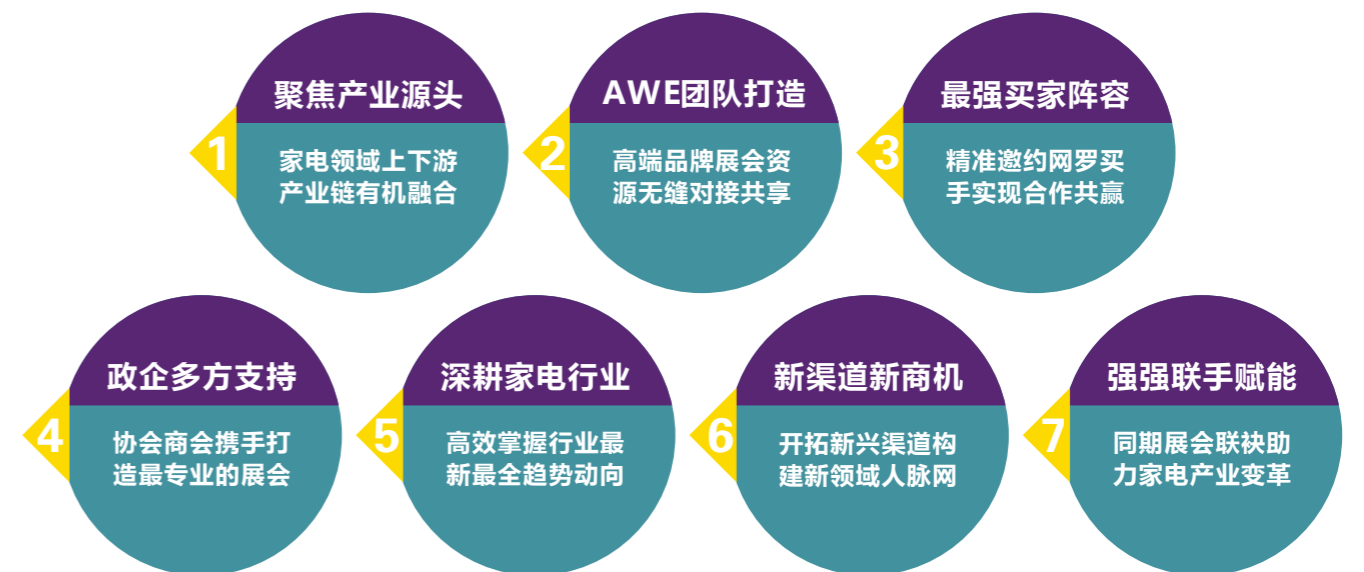 1
聚焦产业源头
家电领域上下游
产业链有机融合
2
AWE团队打造
高端品牌展会资
源无缝对接共享
3
最强买家阵容
精准邀约网罗买
手实现合作共赢
4
政企多方支持
协会商会携手打
造最专业的展会
5
深耕家电行业
高效掌握行业最
新最全趋势动向
6
新渠道新商机
开拓新兴渠道构
建新领域人脉网
7
强强联手赋能
同期展会联袂助
力家电产业变革